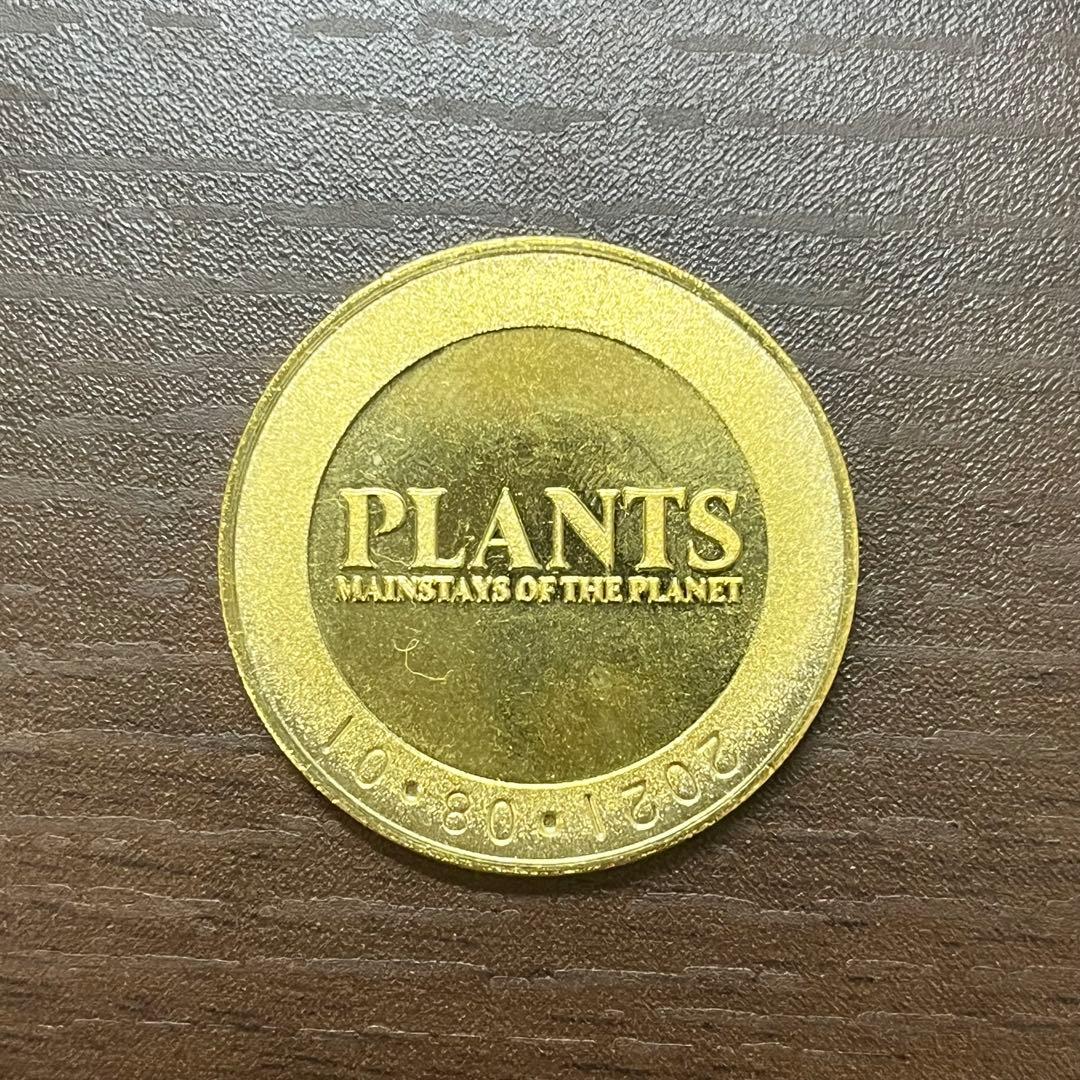 PLANTS
MAINSTAYS OF THE PLANET
2021・08・01